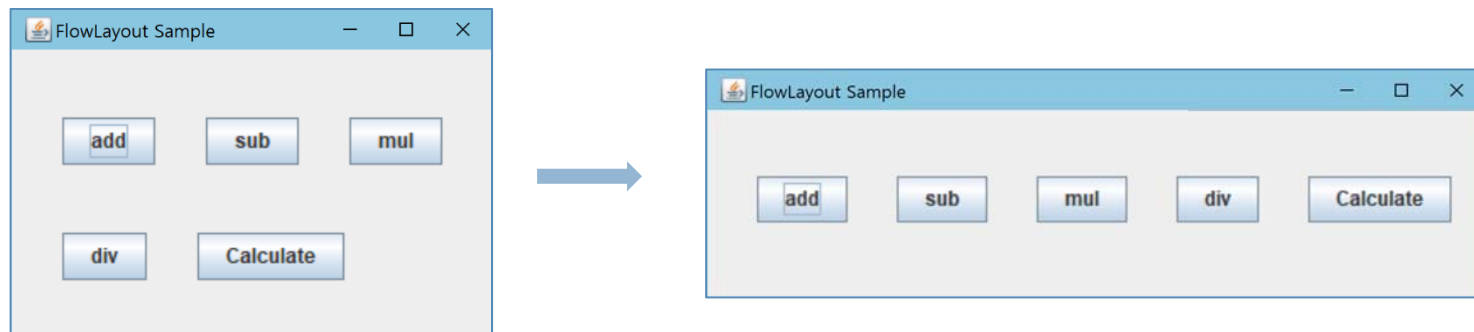 FlowLayout Sample
add sub mul
div Calculate
FlowLayout Sample
add sub mul div Calculate